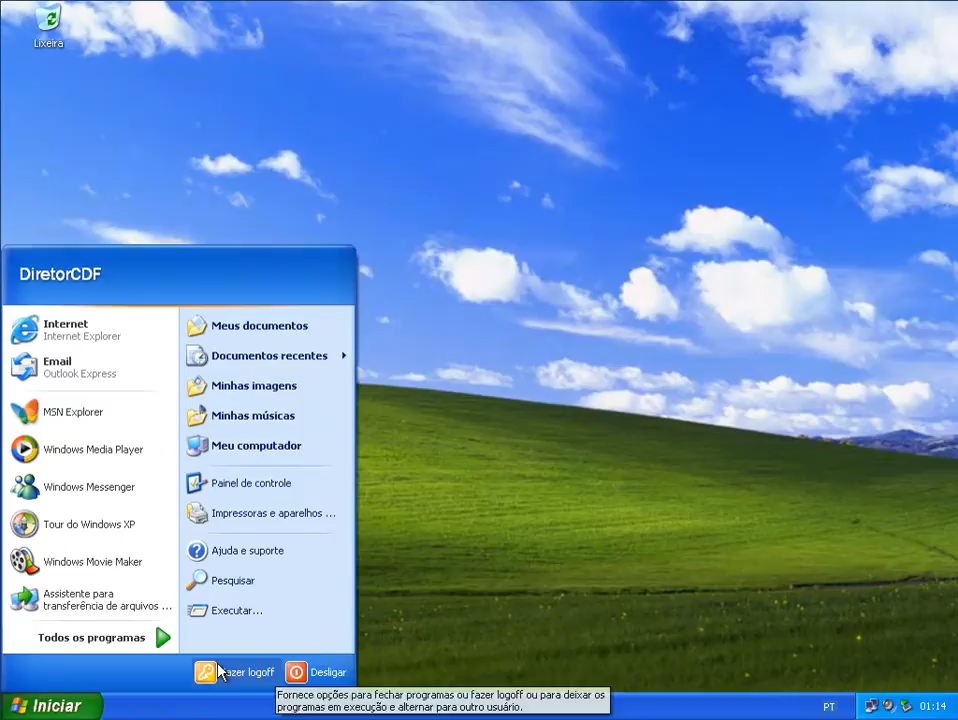 Lixeira
DiretorCDF
Internet
Internet Explorer
Email
Outlook Express
MSN Explorer
Windows Media Player
Windows Messenger
Tour do Windows XP
Windows Movie Maker
Assistente para
transferência de arquivos ...
Todos os programas
Meus documentos
Documentos recentes
Minhas imagens
Minhas músicas
Meu computador
Painel de controle
Impressoras e aparelhos ...
Ajuda e suporte
Pesquisar
Executar...
azer logoff
Desligar
Fornece opções para fechar programas ou fazer logoff ou para deixar os
programas em execução e alternar para outro usuário.
Iniciar
PT
01:14